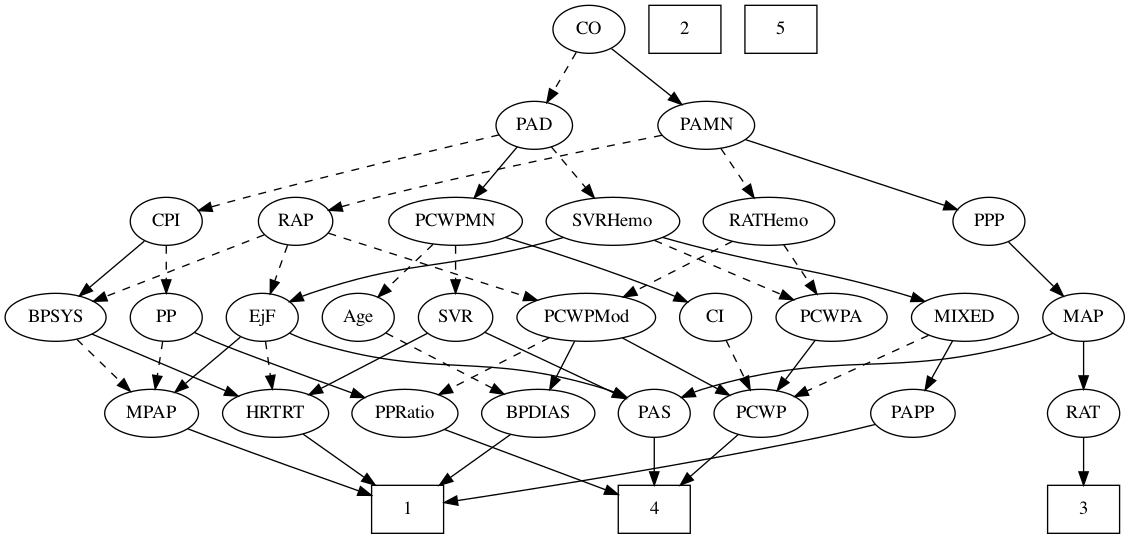 CO 2 5
PAD PAMN
CPI RAP PCWPMN SVRHemo RATHemo PPP
BPSYS PP EjF Age SVR PCWPMod CI PCWPA MIXED MAP
MPAP HRTRT PPRatio BPDIAS PAS PCWP PAPP RAT
1 4 3